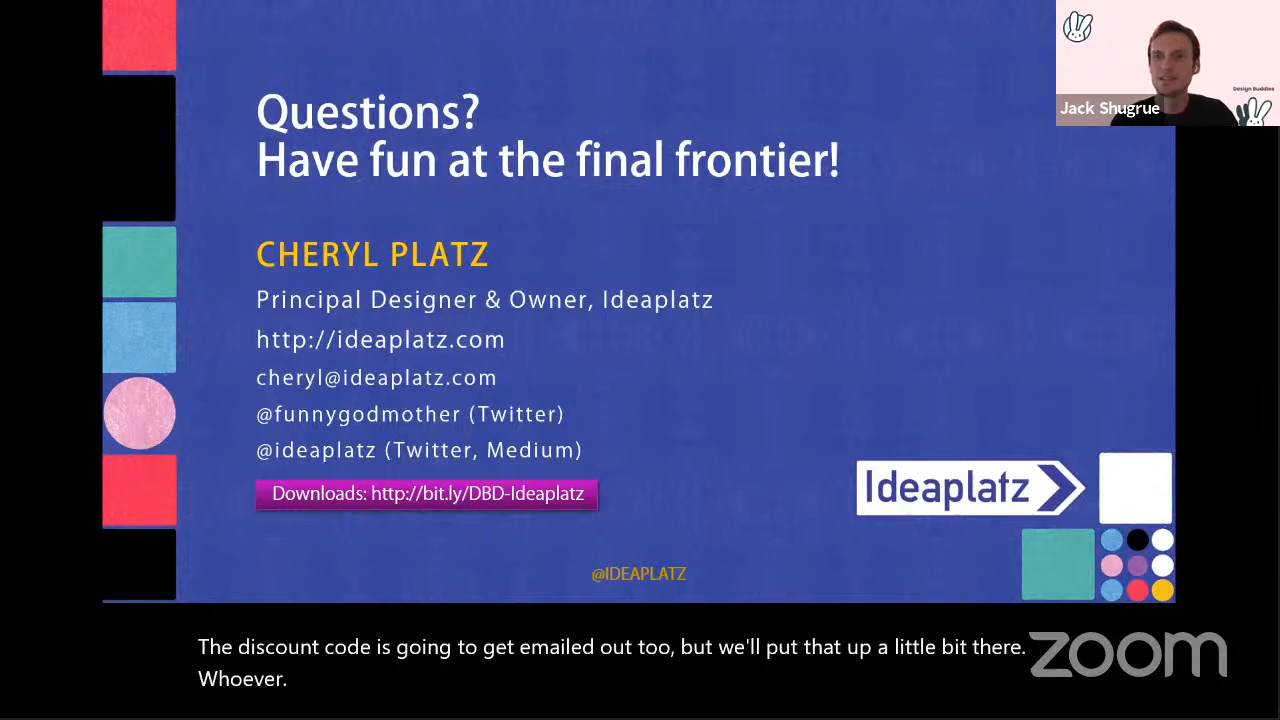 Questions?
Have fun at the final frontier!
CHERYL PLATZ
Principal Designer & Owner, Ideaplatz
http://ideaplatz.com
cheryl@ideaplatz.com
@funnygodmother (Twitter)
@ideaplatz (Twitter, Medium)
Downloads: http://bit.ly/DBD-Ideaplatz
Ideaplatz
@IDEAPLATZ
Design Buddies
Jack Shugrue
The discount code is going to get emailed out too, but we'll put that up a little bit there.
Whoever.
zoom